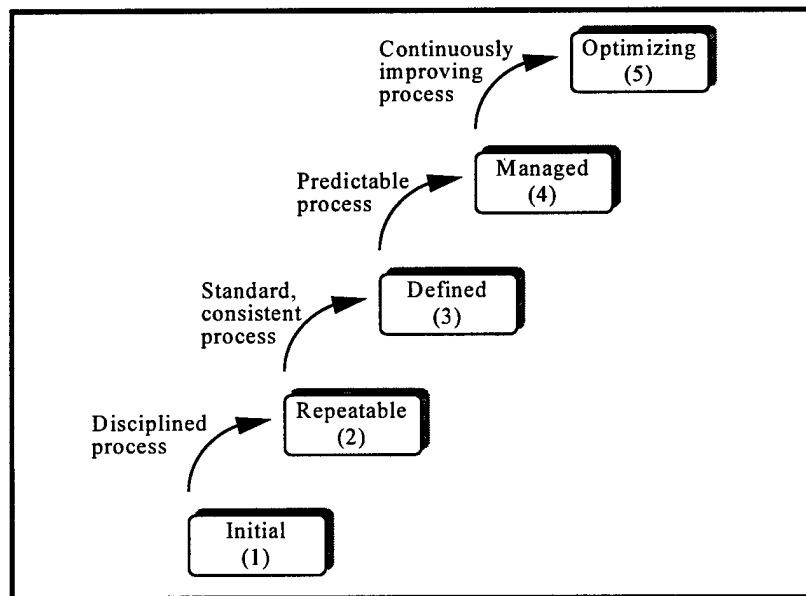 Continuously
improving
process
Optimizing
(5)
Predictable
process
Managed
(4)
Standard,
consistent
process
Defined
(3)
Disciplined
process
Repeatable
(2)
Initial
(1)